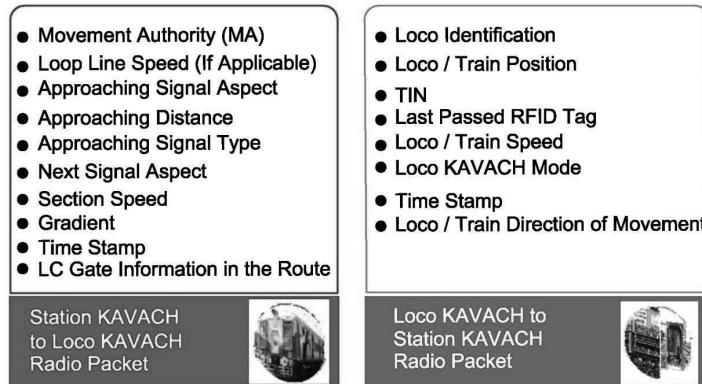 ● Movement Authority (MA)
● Loop Line Speed (If Applicable)
● Approaching Signal Aspect
● Approaching Distance
● Approaching Signal Type
● Next Signal Aspect
● Section Speed
● Gradient
● Time Stamp
● LC Gate Information in the Route
Station KAVACH
to Loco KAVACH
Radio Packet
● Loco Identification
● Loco / Train Position
● TIN
● Last Passed RFID Tag
● Loco / Train Speed
● Loco KAVACH Mode
● Time Stamp
● Loco / Train Direction of Movement
Loco KAVACH to
Station KAVACH
Radio Packet